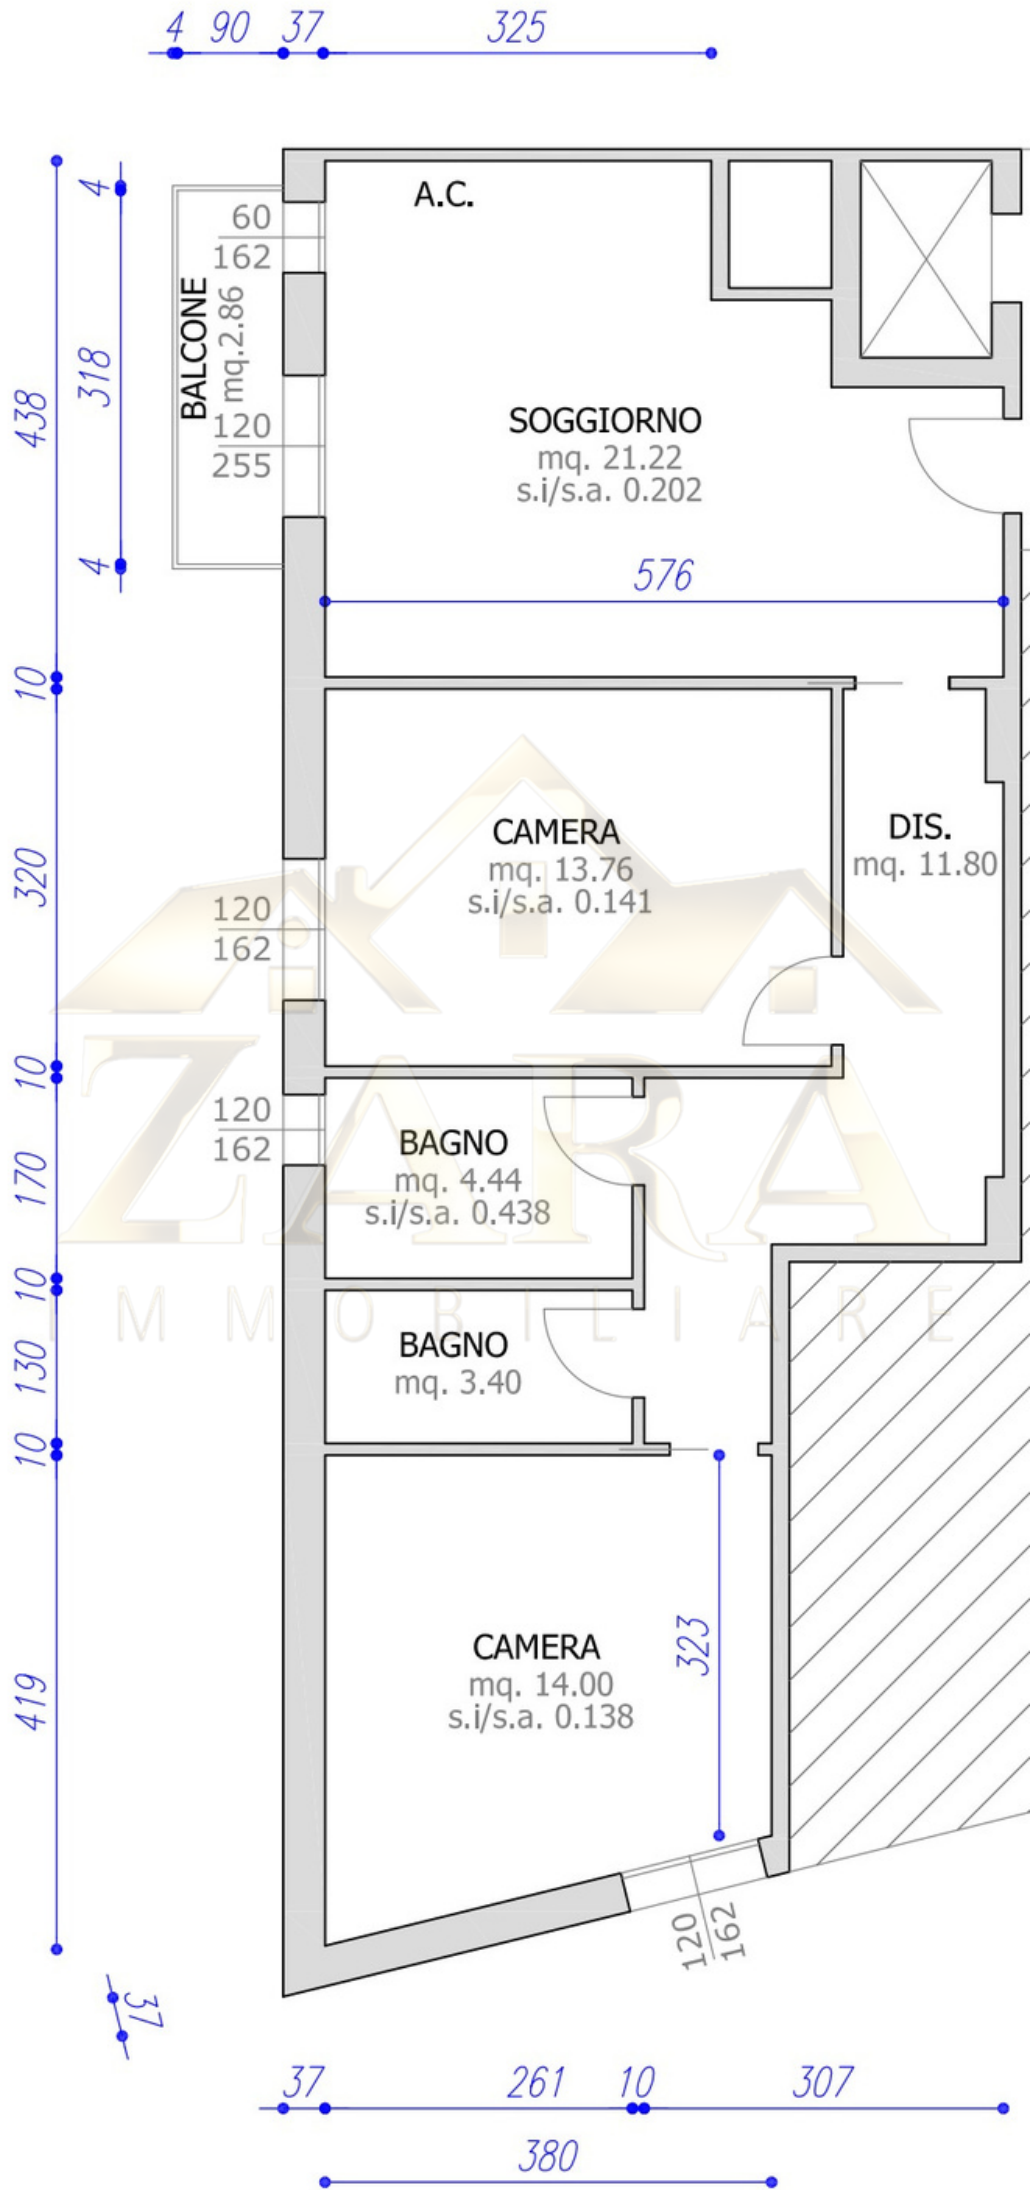 4 90 37 325
4
318
4
438
10
320
10
170
10
130
10
419
37
A.C.
60
162
BALCONE
mq.2.86
120
255
SOGGIORNO
mq. 21.22
s.i/s.a. 0.202
576
CAMERA
mq. 13.76
s.i/s.a. 0.141
DIS.
mq. 11.80
120
162
ZARA
IMMOBILIARE
120
162
BAGNO
mq. 4.44
s.i/s.a. 0.438
BAGNO
mq. 3.40
CAMERA
mq. 14.00
s.i/s.a. 0.138
323
120
162
37 261 10 307
380